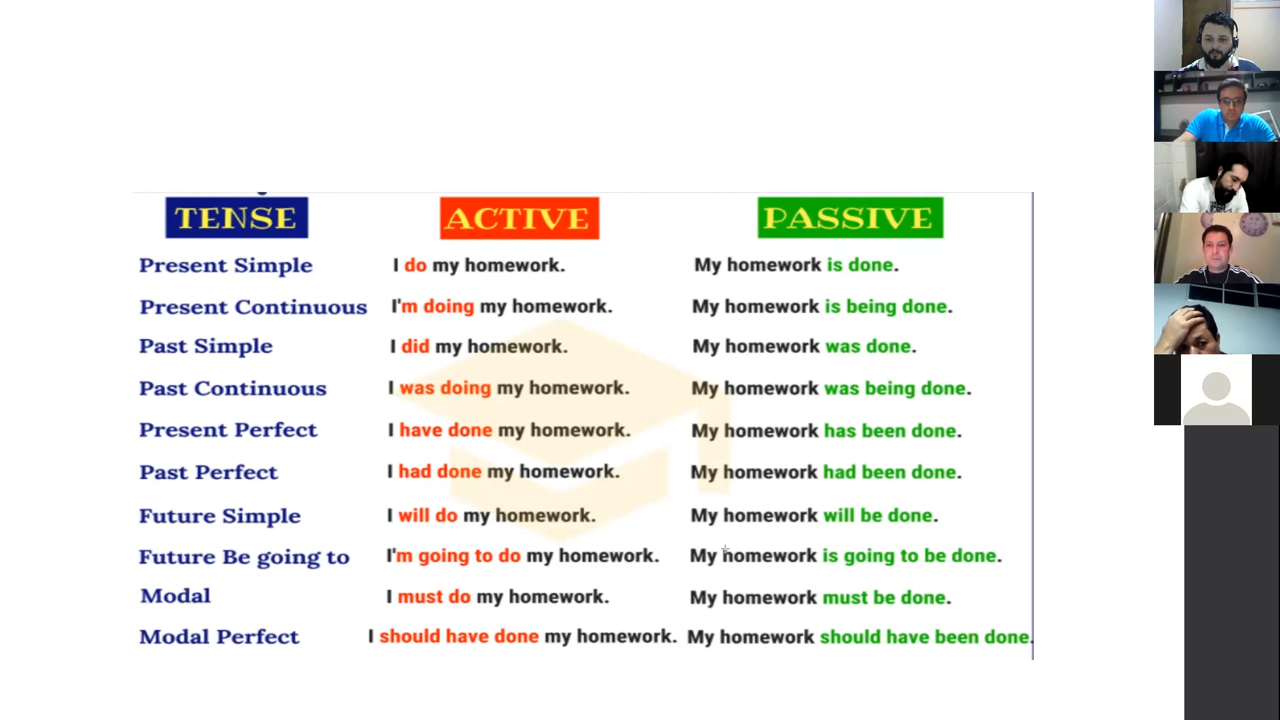 TENSE ACTIVE PASSIVE
Present Simple I do my homework. My homework is done.
Present Continuous I'm doing my homework. My homework is being done.
Past Simple I did my homework. My homework was done.
Past Continuous I was doing my homework. My homework was being done.
Present Perfect I have done my homework. My homework has been done.
Past Perfect I had done my homework. My homework had been done.
Future Simple I will do my homework. My homework will be done.
Future Be going to I'm going to do my homework. My homework is going to be done.
Modal I must do my homework. My homework must be done.
Modal Perfect I should have done my homework. My homework should have been done.